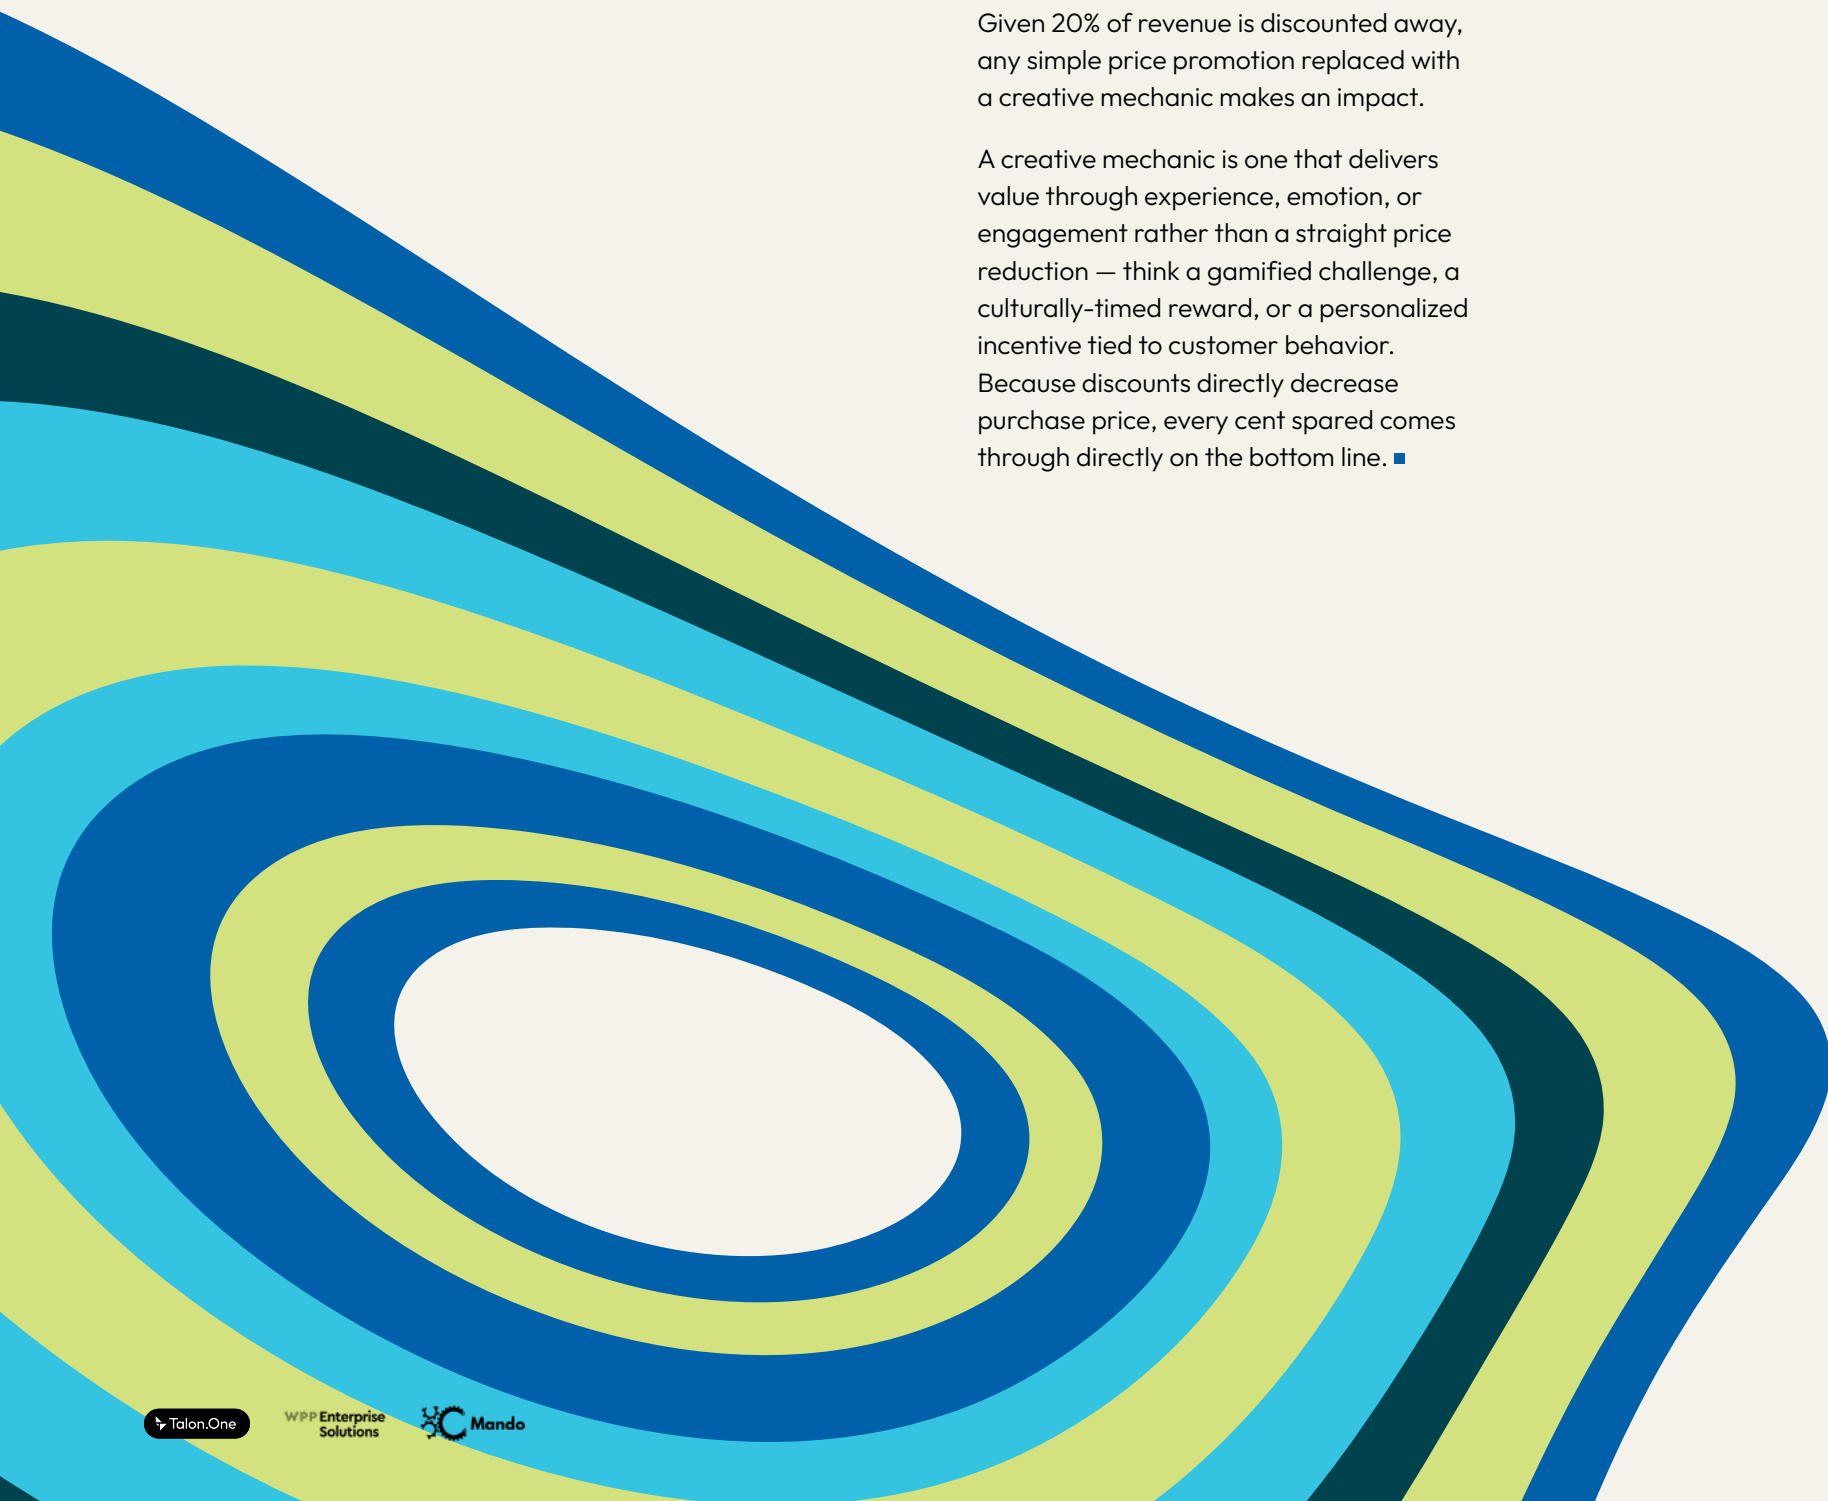 Given 20% of revenue is discounted away,
any simple price promotion replaced with
a creative mechanic makes an impact.
A creative mechanic is one that delivers
value through experience, emotion, or
engagement rather than a straight price
reduction — think a gamified challenge, a
culturally-timed reward, or a personalized
incentive tied to customer behavior.
Because discounts directly decrease
purchase price, every cent spared comes
through directly on the bottom line.
Talon.One
WPP Enterprise
Solutions
Mando